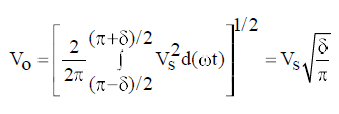 V_o = [ 2/2π ∫_{(π−δ)/2}^{(π+δ)/2} V_s^2 d(ωt) ]^{1/2} = V_s √(δ/π)